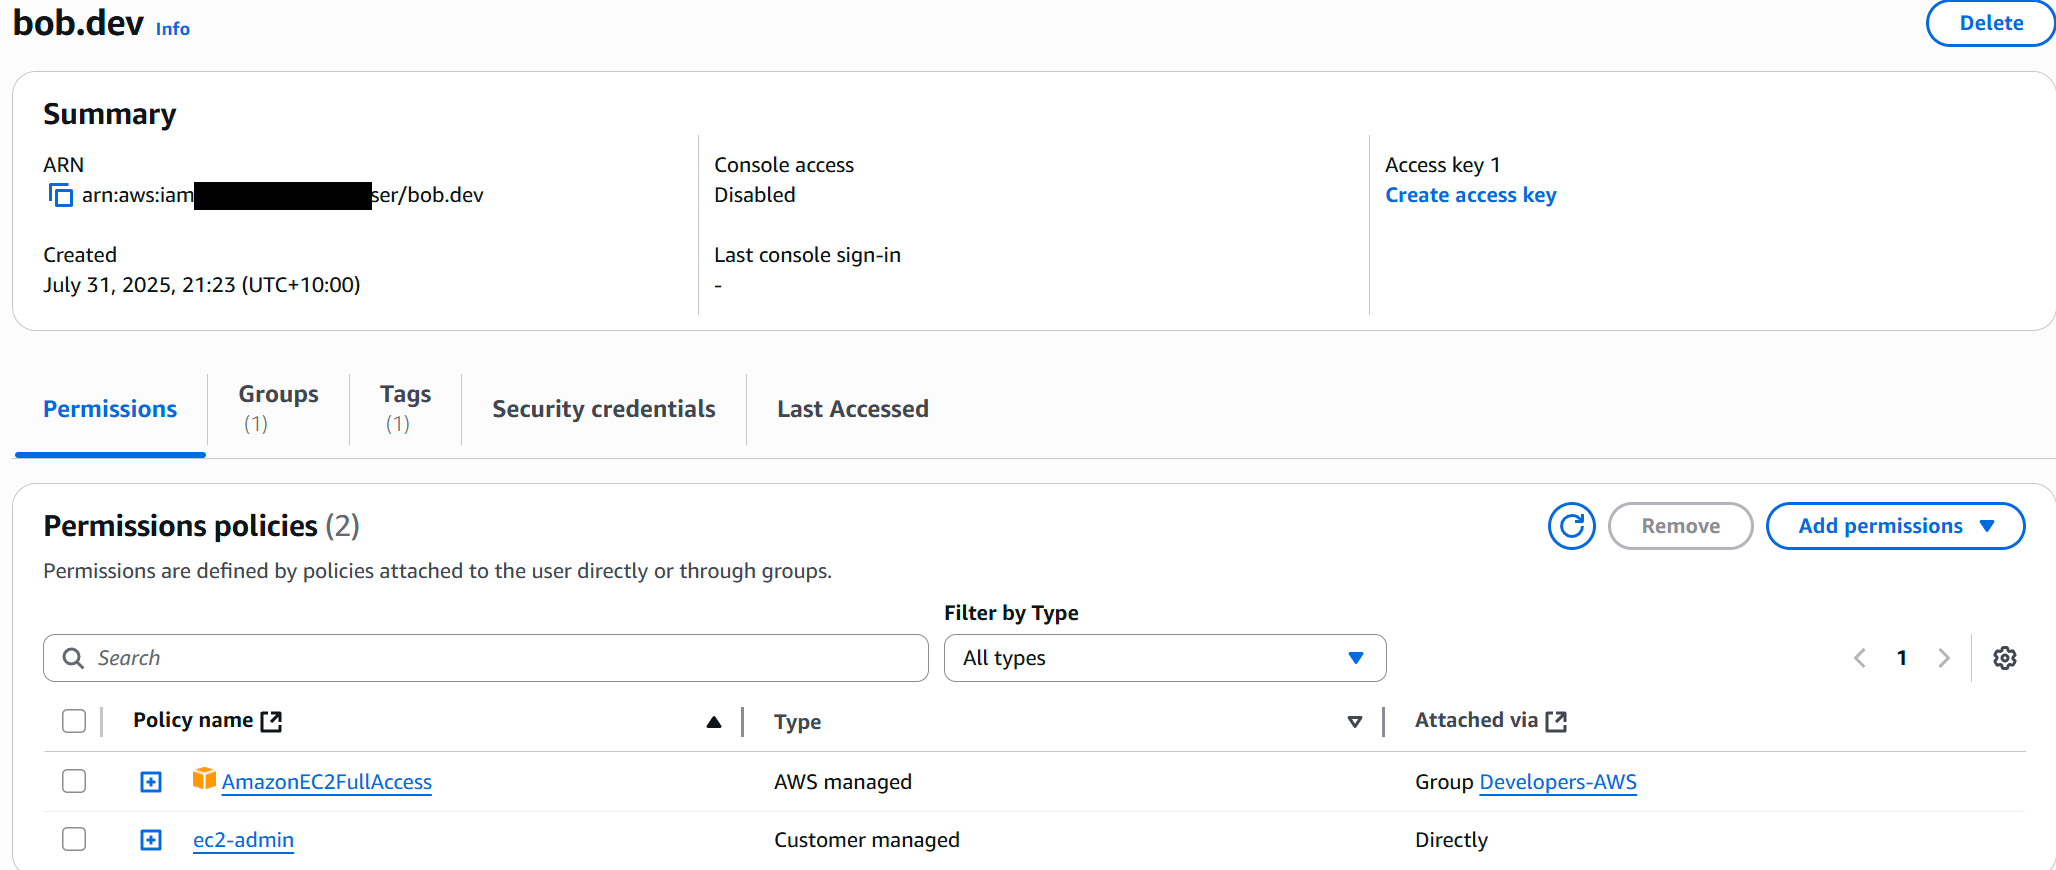 bob.dev Info
Delete
Summary
ARN
arn:aws:iam ser/bob.dev
Created
July 31, 2025, 21:23 (UTC+10:00)
Console access
Disabled
Last console sign-in
-
Access key 1
Create access key
Permissions
Groups
(1)
Tags
(1)
Security credentials
Last Accessed
Permissions policies (2)
Remove
Add permissions
Permissions are defined by policies attached to the user directly or through groups.
Filter by Type
Search
All types
1
Policy name
Type
Attached via
AmazonEC2FullAccess
AWS managed
Group Developers-AWS
ec2-admin
Customer managed
Directly